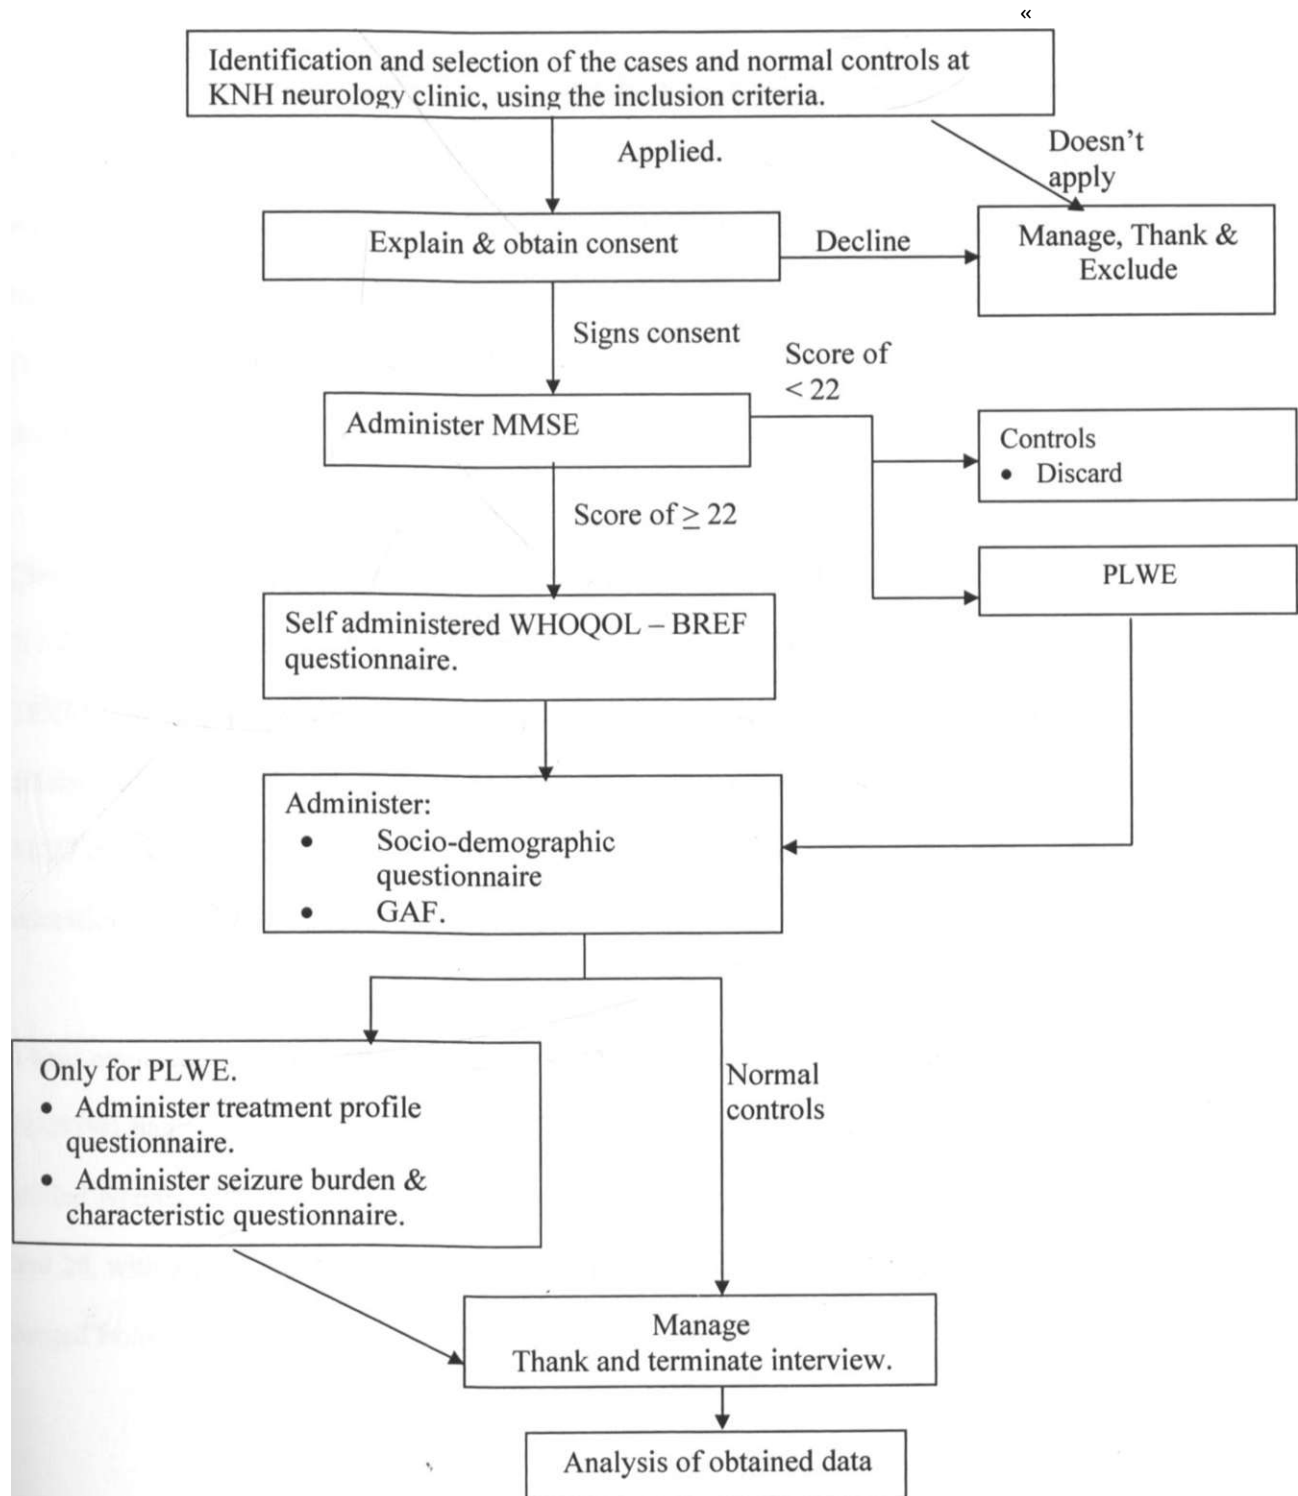 «
Identification and selection of the cases and normal controls at
KNH neurology clinic, using the inclusion criteria.
Applied.
Doesn't
apply
Explain & obtain consent
Decline
Manage, Thank &
Exclude
Signs consent
Score of
< 22
Administer MMSE
Controls
• Discard
Score of ≥ 22
PLWE
Self administered WHOQOL – BREF
questionnaire.
Administer:
• Socio-demographic
questionnaire
• GAF.
Only for PLWE.
• Administer treatment profile
questionnaire.
• Administer seizure burden &
characteristic questionnaire.
Normal
controls
Manage
Thank and terminate interview.
Analysis of obtained data